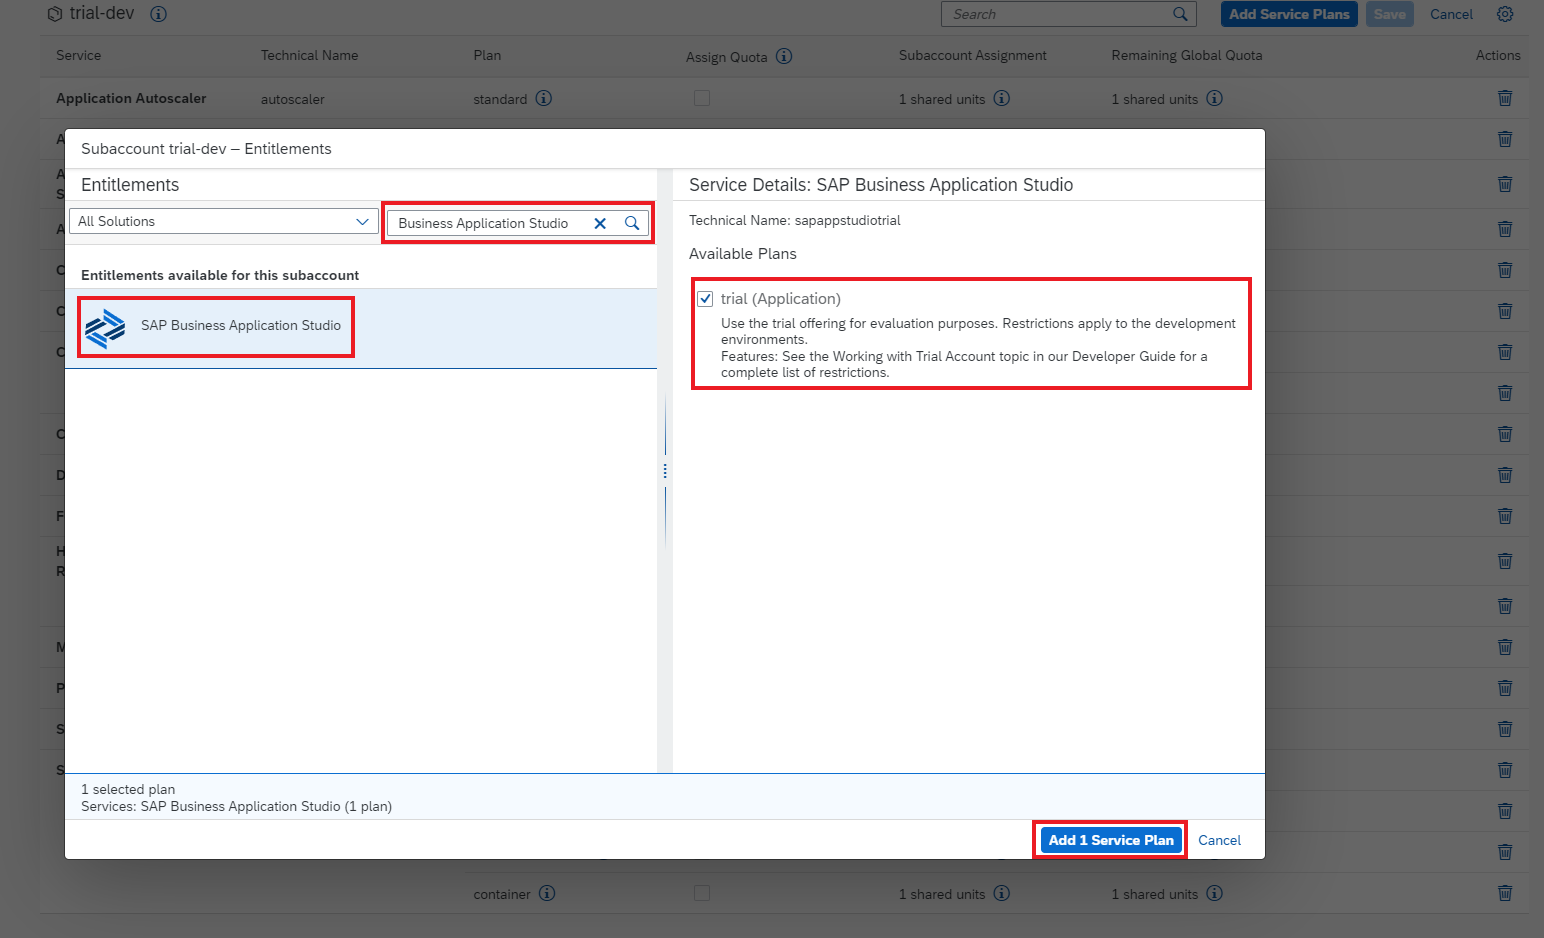 trial-dev
Search
Add Service Plans
Save
Cancel
Service
Technical Name
Plan
Assign Quota
Subaccount Assignment
Remaining Global Quota
Actions
Application Autoscaler
autoscaler
standard
1 shared units
1 shared units
Subaccount trial-dev – Entitlements
Entitlements
All Solutions
Business Application Studio
Entitlements available for this subaccount
SAP Business Application Studio
Service Details: SAP Business Application Studio
Technical Name: sapappstudiotrial
Available Plans
trial (Application)
Use the trial offering for evaluation purposes. Restrictions apply to the development
environments.
Features: See the Working with Trial Account topic in our Developer Guide for a
complete list of restrictions.
1 selected plan
Services: SAP Business Application Studio (1 plan)
Add 1 Service Plan
Cancel
container
1 shared units
1 shared units